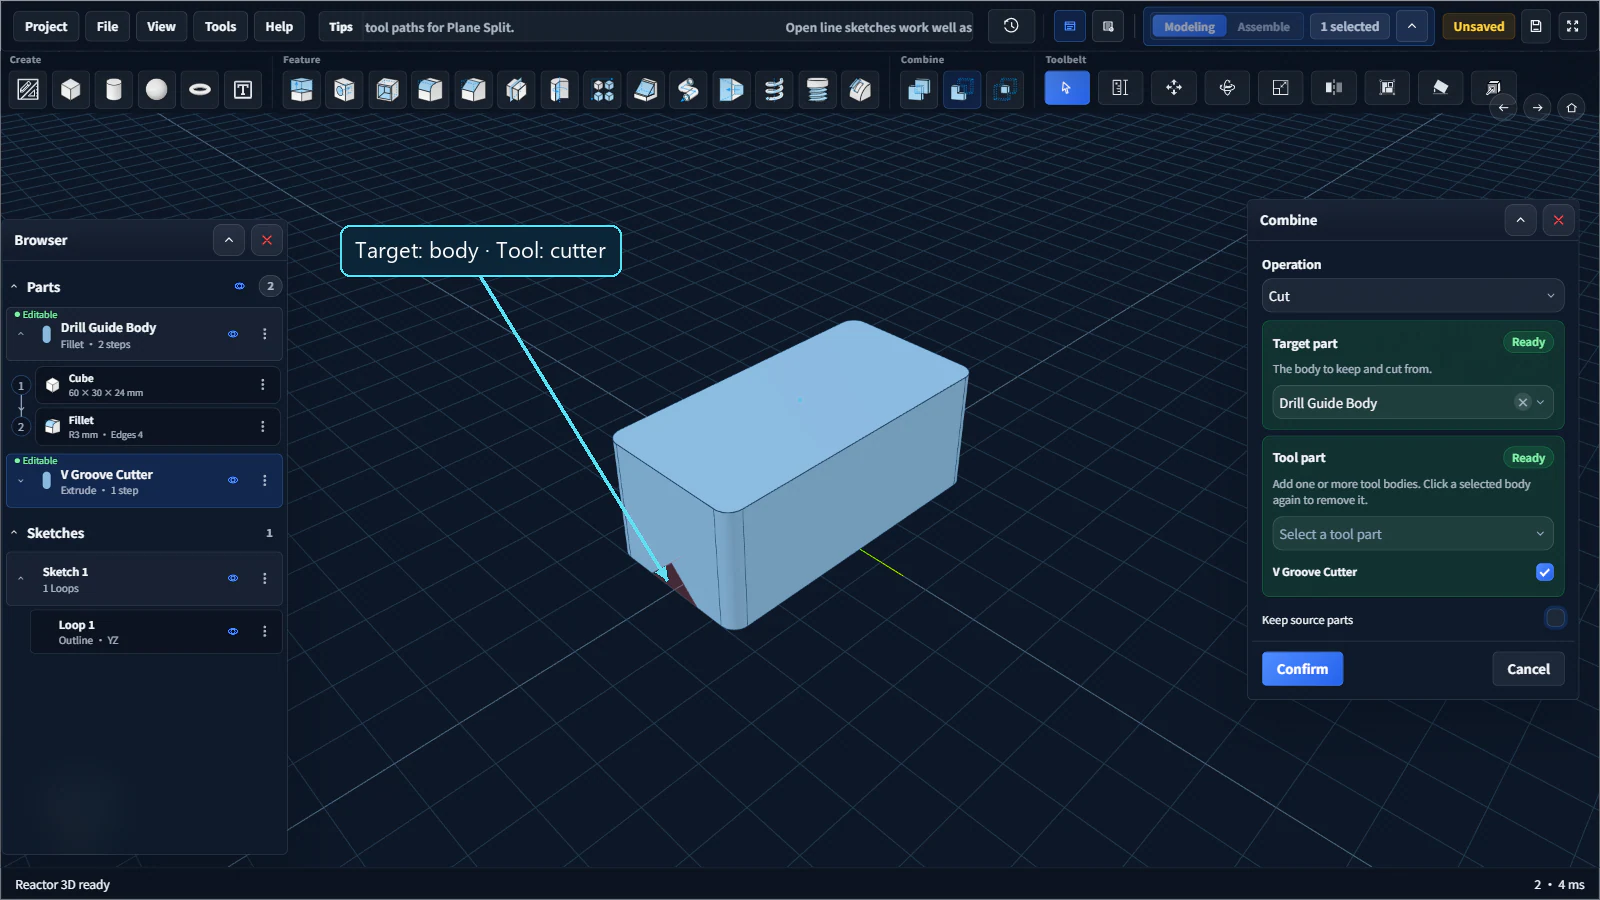 Project
File
View
Tools
Help
Tips
tool paths for Plane Split.
Open line sketches work well as
Modeling
Assemble
1 selected
Unsaved
Create
Feature
Combine
Toolbelt
Browser
Parts
2
Editable
Drill Guide Body
Fillet • 2 steps
1
Cube
60 × 30 × 24 mm
2
Fillet
R3 mm • Edges 4
Editable
V Groove Cutter
Extrude • 1 step
Sketches
1
Sketch 1
1 Loops
Loop 1
Outline • YZ
Target: body · Tool: cutter
Combine
Operation
Cut
Target part
Ready
The body to keep and cut from.
Drill Guide Body
Tool part
Ready
Add one or more tool bodies. Click a selected body
again to remove it.
Select a tool part
V Groove Cutter
Keep source parts
Confirm
Cancel
Reactor 3D ready
2 • 4 ms